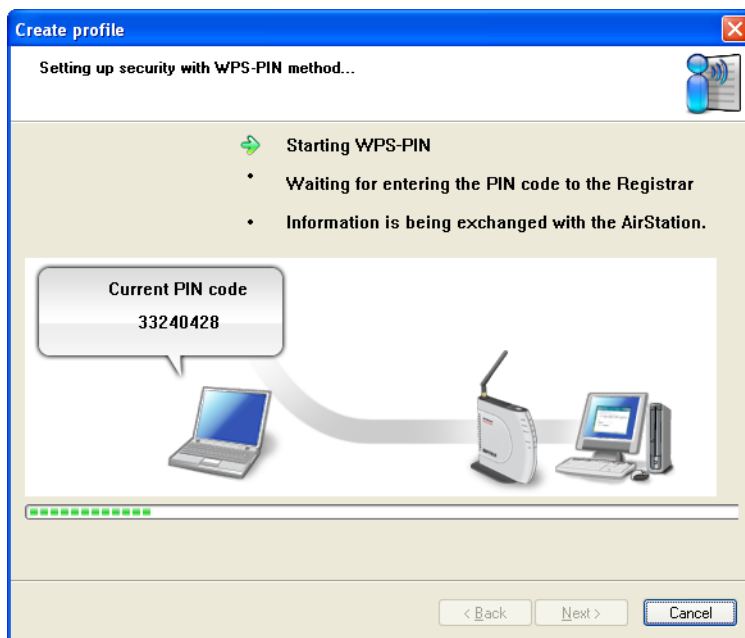 Create profile
Setting up security with WPS-PIN method...
Starting WPS-PIN
• Waiting for entering the PIN code to the Registrar
• Information is being exchanged with the AirStation.
Current PIN code
33240428
< Back Next > Cancel